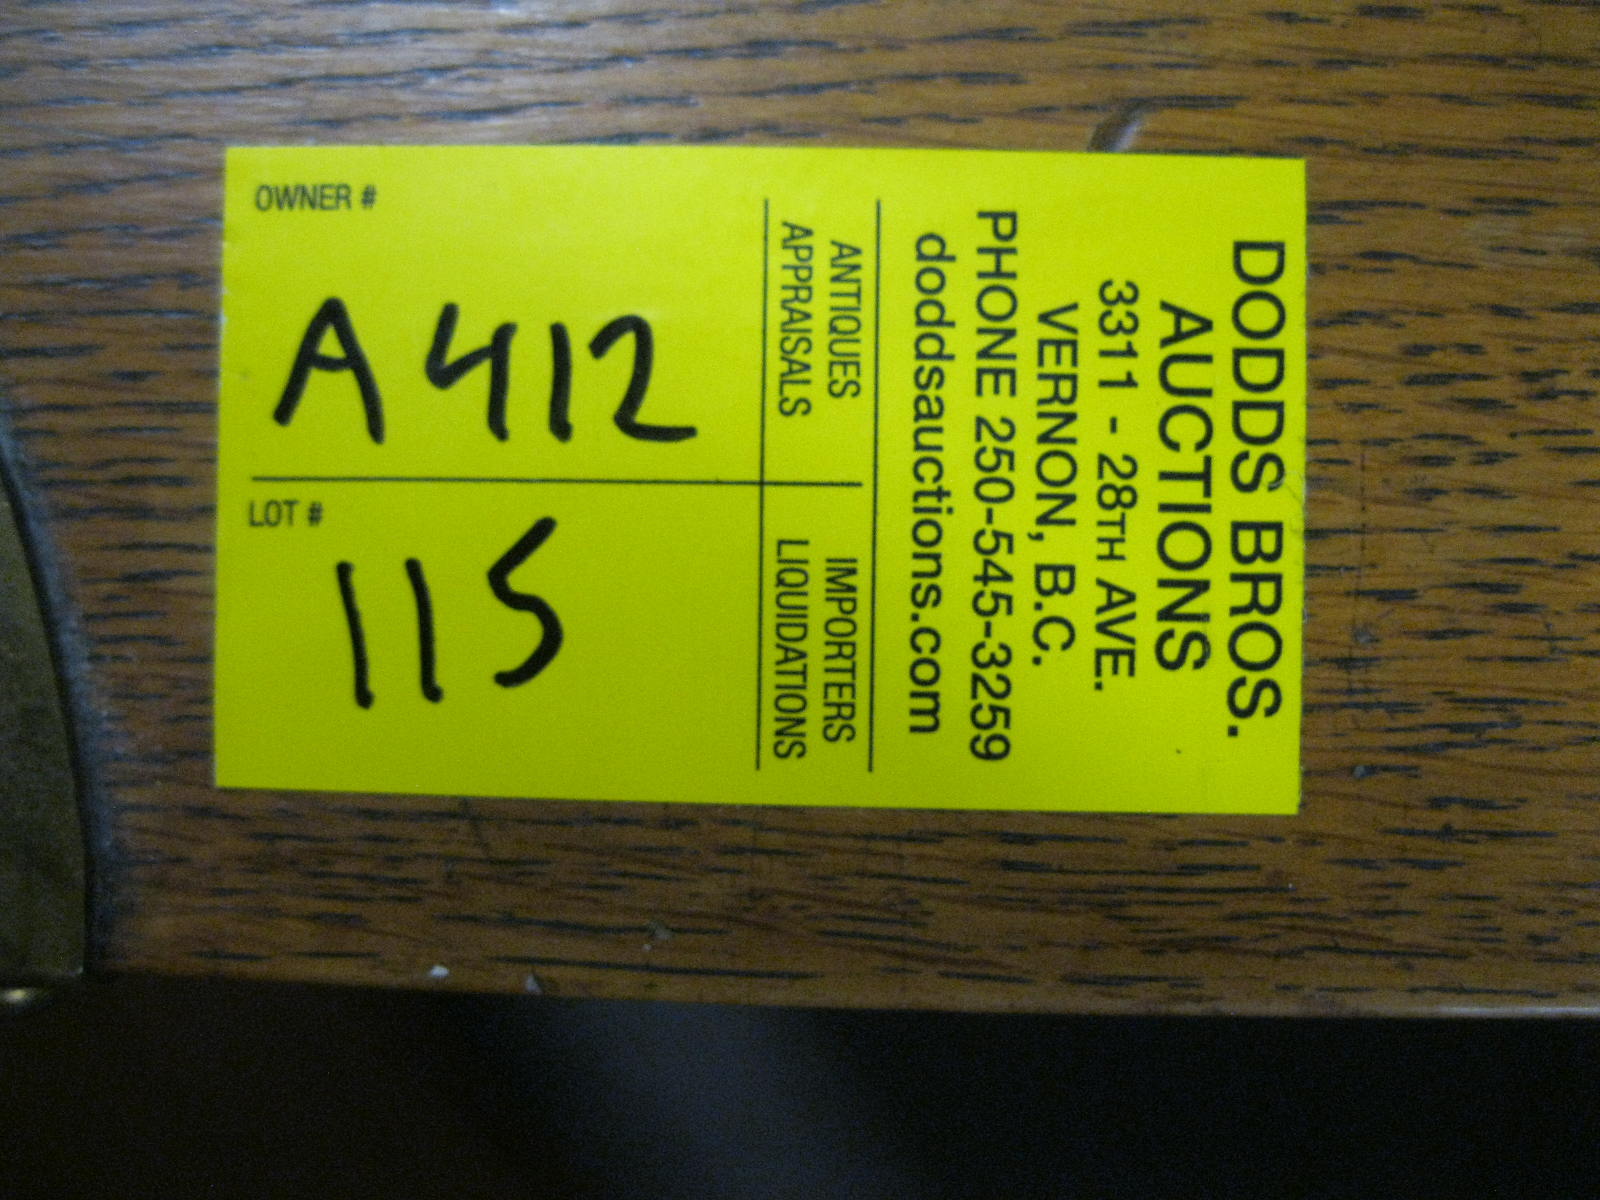 DODDS BROS.
AUCTIONS
3311 - 28TH AVE.
VERNON, B.C.
PHONE 250-545-3259
doddsauctions.com
ANTIQUES
APPRAISALS
IMPORTERS
LIQUIDATIONS
OWNER #
A412
LOT #
115